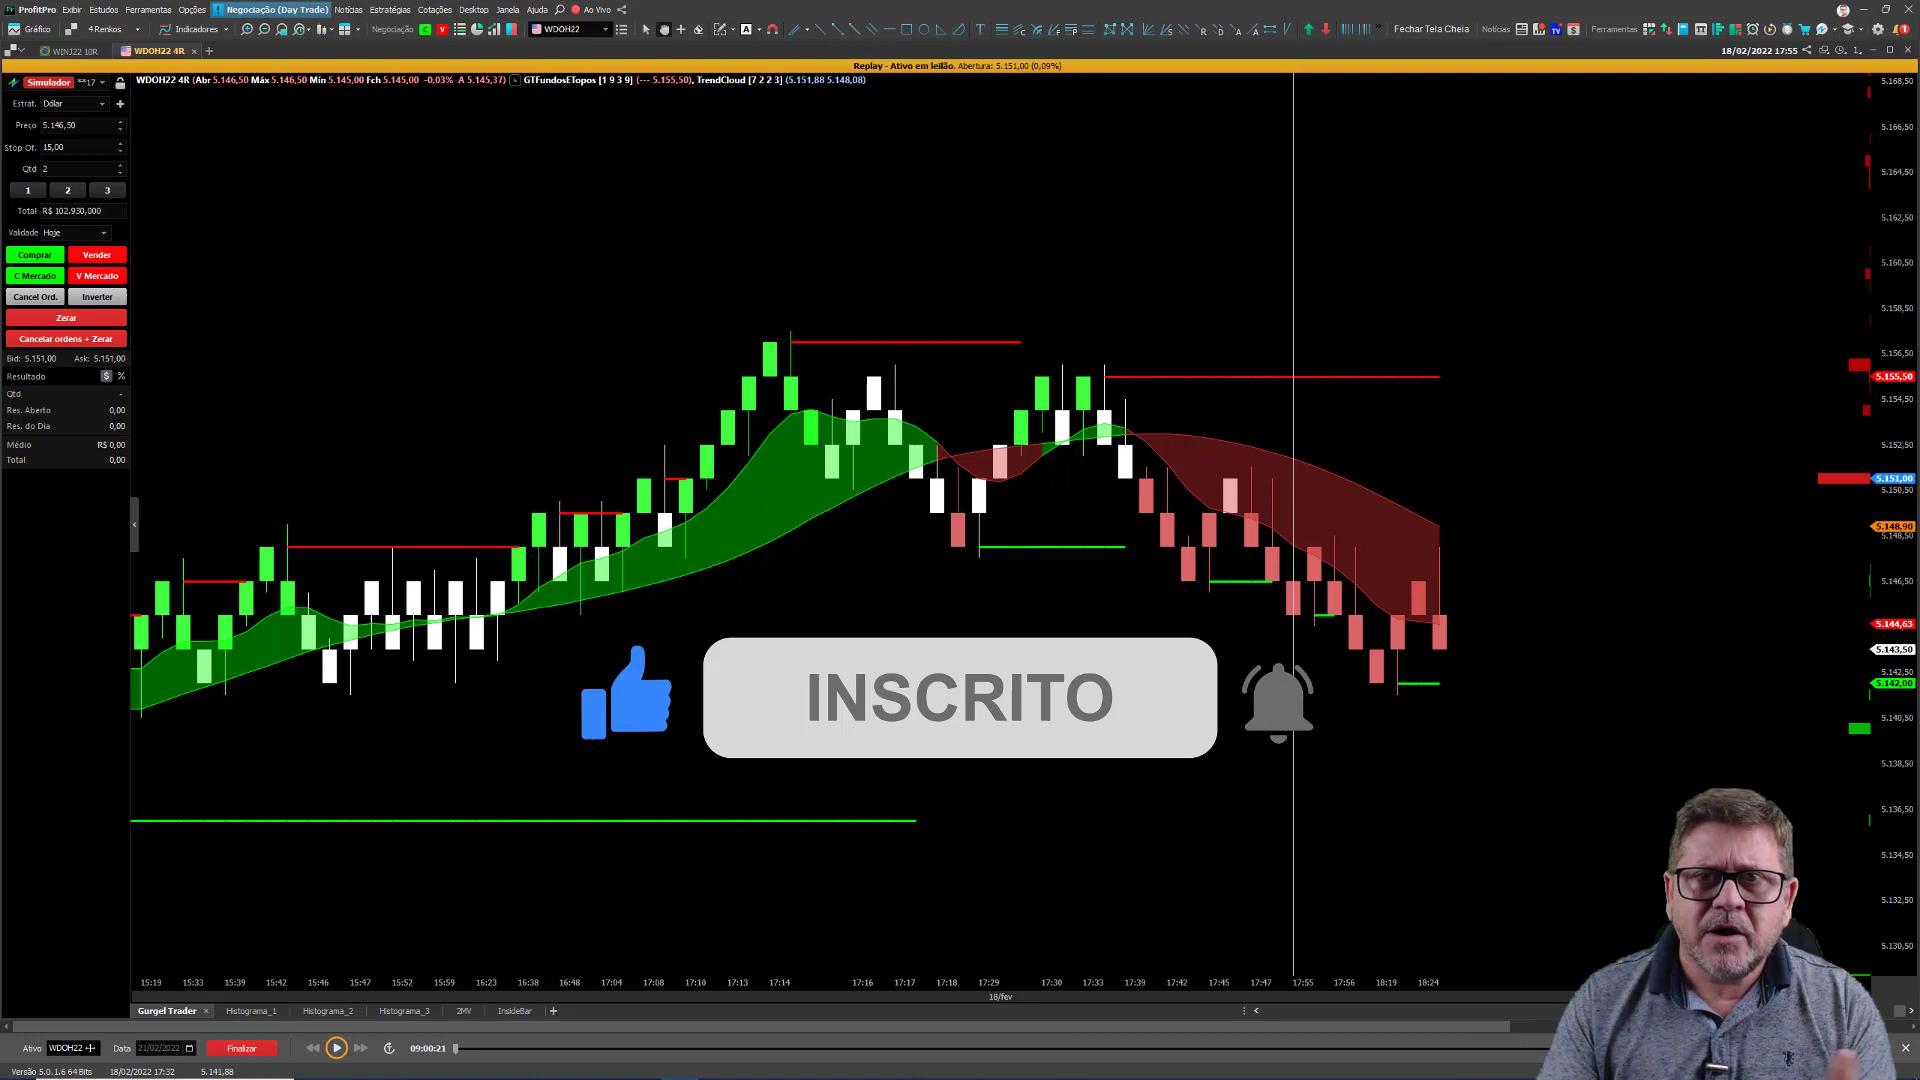 ProfitPro Exibir Estudos Ferramentas Opções ! Negociação (Day Trade) Notícias Estratégias Cotações Desktop Janela Ajuda Ao Vivo
Gráfico 4 Renkos Indicadores Negociação C V WDOH22 Fechar Tela Cheia Notícias Ferramentas
WINJ22 10R WDOH22 4R × + 18/02/2022 17:55
Replay - Ativo em leilão. Abertura: 5.151,00 (0,09%)
WDOH22 4R (Abr 5.146,50 Máx 5.146,50 Mín 5.145,00 Fch 5.145,00 -0,03% A 5.145,37) GTFundosETopos [1 9 3 9] (--- 5.155,50), TrendCloud [7 2 2 3] (5.151,88 5.148,08)
Simulador **17
Estrat. Dólar
Preço 5.146,50
Stop Of. 15,00
Qtd 2
1 2 3
Total R$ 102.930,000
Validade Hoje
Comprar Vender
C Mercado V Mercado
Cancel Ord. Inverter
Zerar
Cancelar ordens + Zerar
Bid: 5.151,00 Ask: 5.151,00
Resultado $ %
Qtd -
Res. Aberto 0,00
Res. do Dia 0,00
Médio R$ 0,00
Total 0,00
5.168,50
5.166,50
5.164,50
5.162,50
5.160,50
5.158,50
5.156,50
5.155,50
5.154,50
5.152,50
5.151,00
5.150,50
5.148,90
5.148,50
5.146,50
5.144,63
5.143,50
5.142,50
5.142,00
5.140,50
5.138,50
5.136,50
5.134,50
5.132,50
5.130,50
INSCRITO
15:19 15:33 15:39 15:42 15:46 15:52 15:59 16:23 16:38 16:48 17:04 17:08 17:10 17:13 17:14 17:16 17:17 17:18 17:29 17:30 17:33 17:39 17:42 17:45 17:55 17:56 18:19 18:24
18/fev
Gurgel Trader × Histograma_1 Histograma_2 Histograma_3 2MV InsideBar +
Ativo WDOH22 Data 21/02/2022 Finalizar 09:00:21
Versão 5.0.1.6 64 Bits 18/02/2022 17:32 5.141,88